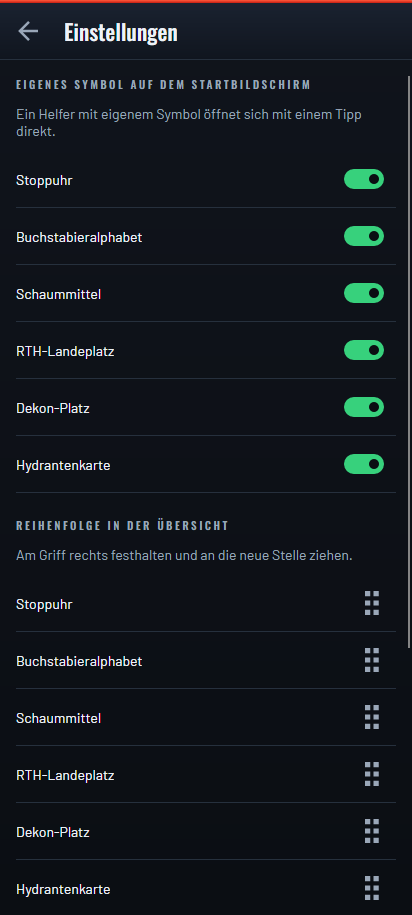 Einstellungen
EIGENES SYMBOL AUF DEM STARTBILDSCHIRM
Ein Helfer mit eigenem Symbol öffnet sich mit einem Tipp
direkt.
Stoppuhr
Buchstabieralphabet
Schaummittel
RTH-Landeplatz
Dekon-Platz
Hydrantenkarte
REIHENFOLGE IN DER ÜBERSICHT
Am Griff rechts festhalten und an die neue Stelle ziehen.
Stoppuhr
Buchstabieralphabet
Schaummittel
RTH-Landeplatz
Dekon-Platz
Hydrantenkarte